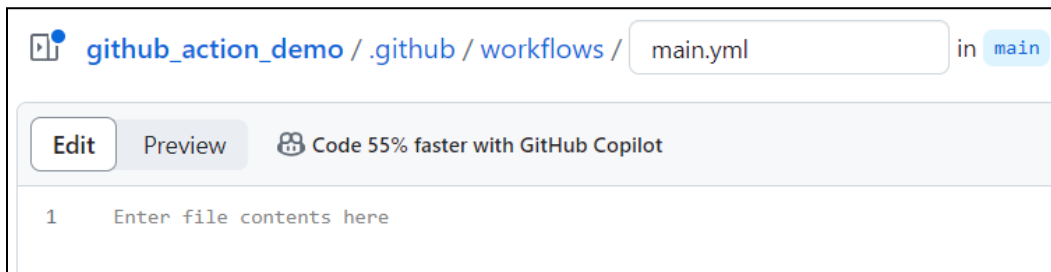 github_action_demo / .github / workflows / main.yml in main
Edit Preview Code 55% faster with GitHub Copilot
1 Enter file contents here